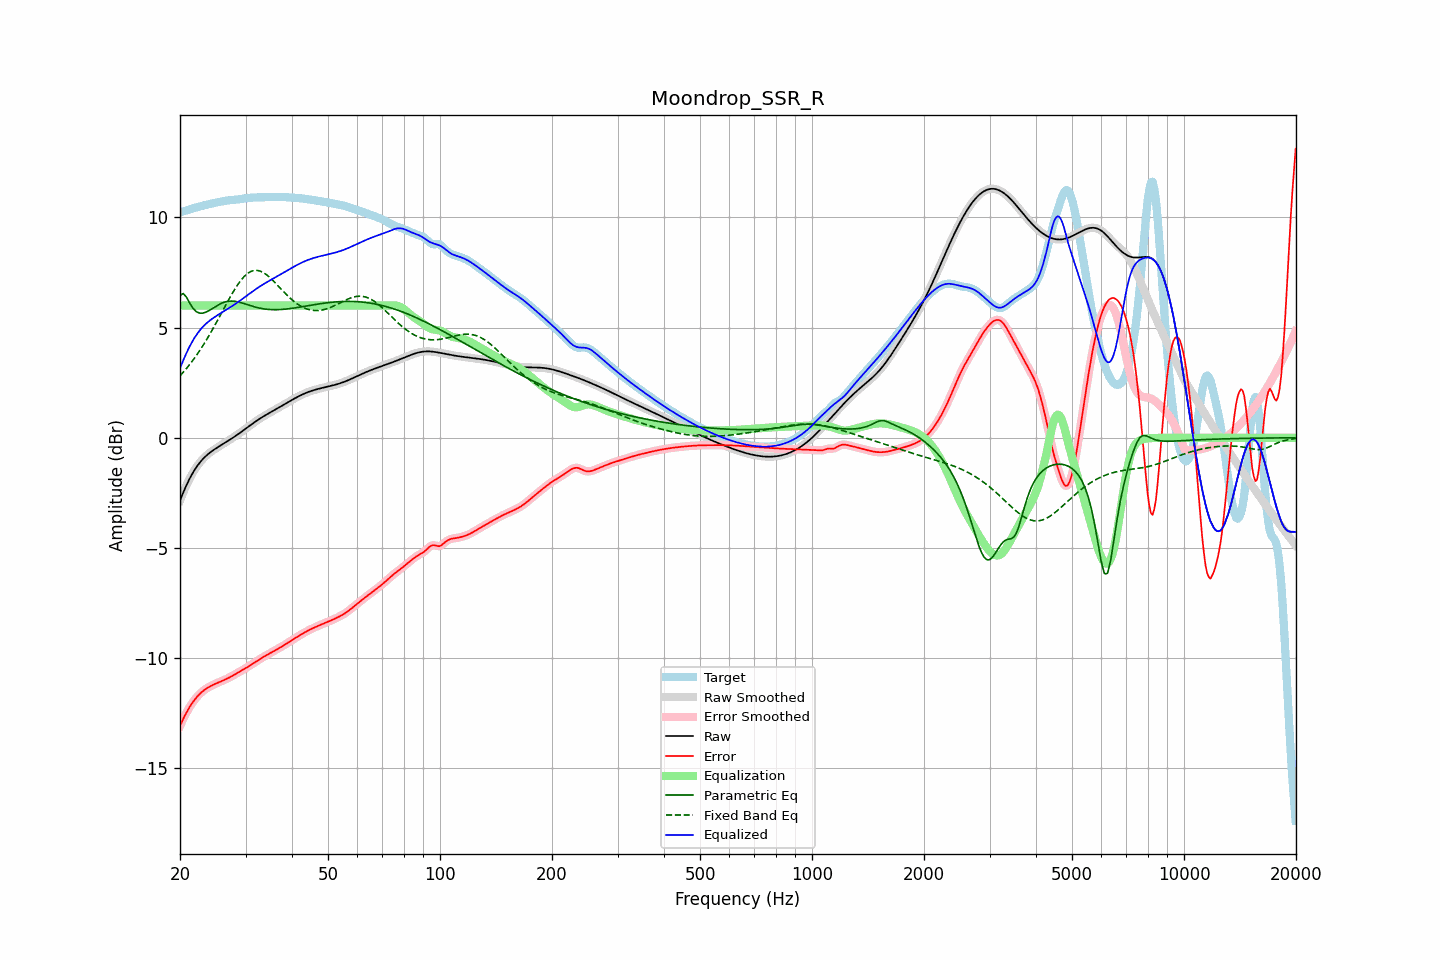 Moondrop_SSR_R
Amplitude (dBr)
10
5
0
−5
−10
−15
Target
Raw Smoothed
Error Smoothed
Raw
Error
Equalization
Parametric Eq
Fixed Band Eq
Equalized
20
50
100
200
500
1000
2000
5000
10000
20000
Frequency (Hz)